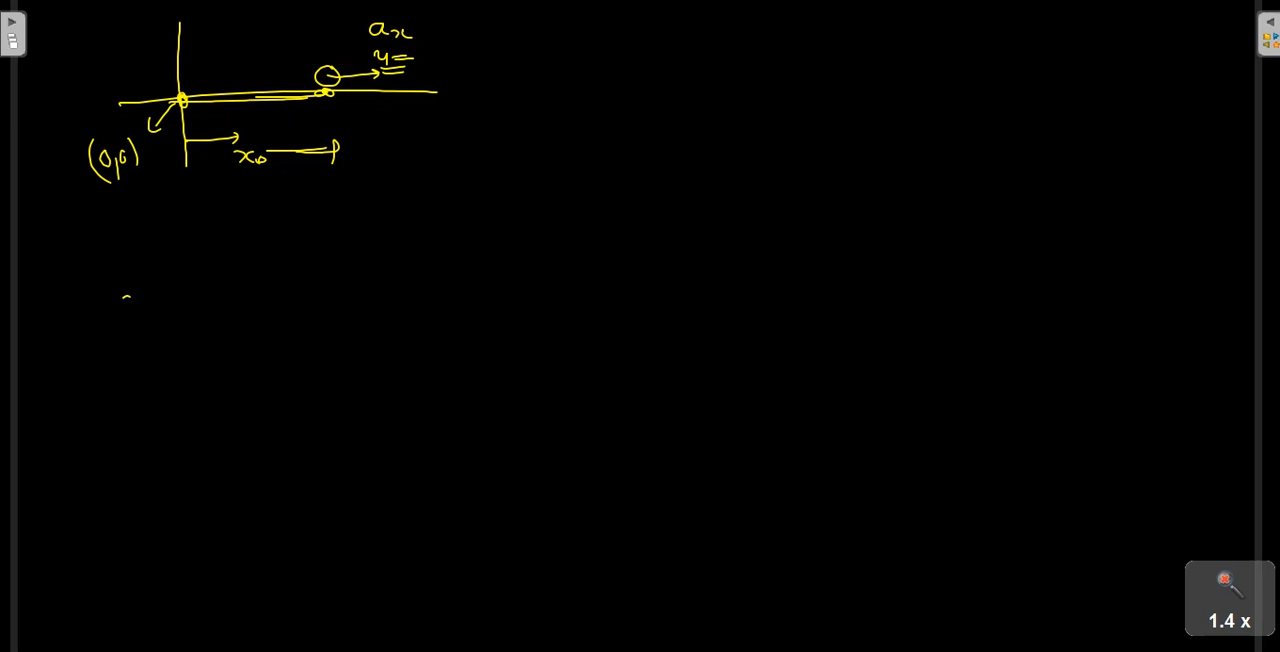 aₓ
u=
(0,0)
x₀
1.4 x